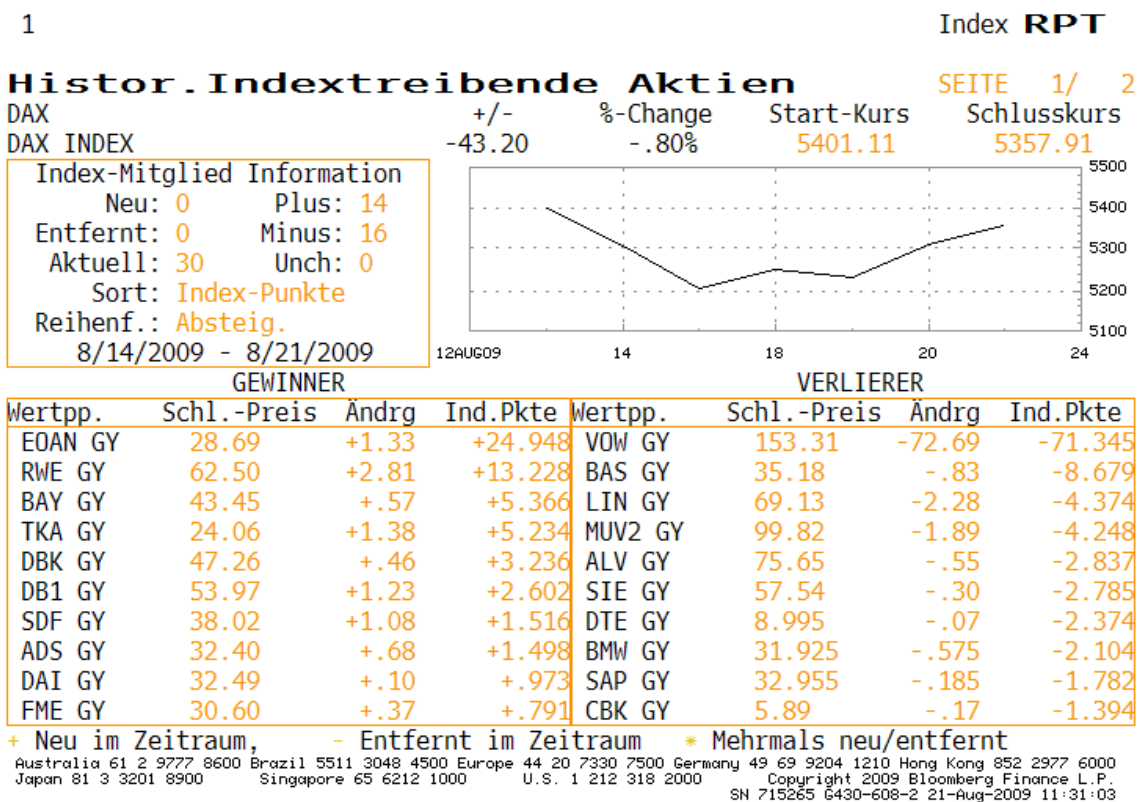 1 Index RPT
Histor.Indextreibende Aktien SEITE 1/ 2
DAX +/- %-Change Start-Kurs Schlusskurs
DAX INDEX -43.20 -.80% 5401.11 5357.91
Index-Mitglied Information
Neu: 0 Plus: 14
Entfernt: 0 Minus: 16
Aktuell: 30 Unch: 0
Sort: Index-Punkte
Reihenf.: Absteig.
8/14/2009 - 8/21/2009
5500
5400
5300
5200
5100
12AUG09 14 18 20 24
GEWINNER VERLIERER
Wertpp. Schl.-Preis Ändrg Ind.Pkte Wertpp. Schl.-Preis Ändrg Ind.Pkte
EOAN GY 28.69 +1.33 +24.948 VOW GY 153.31 -72.69 -71.345
RWE GY 62.50 +2.81 +13.228 BAS GY 35.18 -.83 -8.679
BAY GY 43.45 +.57 +5.366 LIN GY 69.13 -2.28 -4.374
TKA GY 24.06 +1.38 +5.234 MUV2 GY 99.82 -1.89 -4.248
DBK GY 47.26 +.46 +3.236 ALV GY 75.65 -.55 -2.837
DB1 GY 53.97 +1.23 +2.602 SIE GY 57.54 -.30 -2.785
SDF GY 38.02 +1.08 +1.516 DTE GY 8.995 -.07 -2.374
ADS GY 32.40 +.68 +1.498 BMW GY 31.925 -.575 -2.104
DAI GY 32.49 +.10 +.973 SAP GY 32.955 -.185 -1.782
FME GY 30.60 +.37 +.791 CBK GY 5.89 -.17 -1.394
+ Neu im Zeitraum, - Entfernt im Zeitraum * Mehrmals neu/entfernt
Australia 61 2 9777 8600 Brazil 5511 3048 4500 Europe 44 20 7330 7500 Germany 49 69 9204 1210 Hong Kong 852 2977 6000
Japan 81 3 3201 8900 Singapore 65 6212 1000 U.S. 1 212 318 2000 Copyright 2009 Bloomberg Finance L.P.
SN 715265 G430-608-2 21-Aug-2009 11:31:03